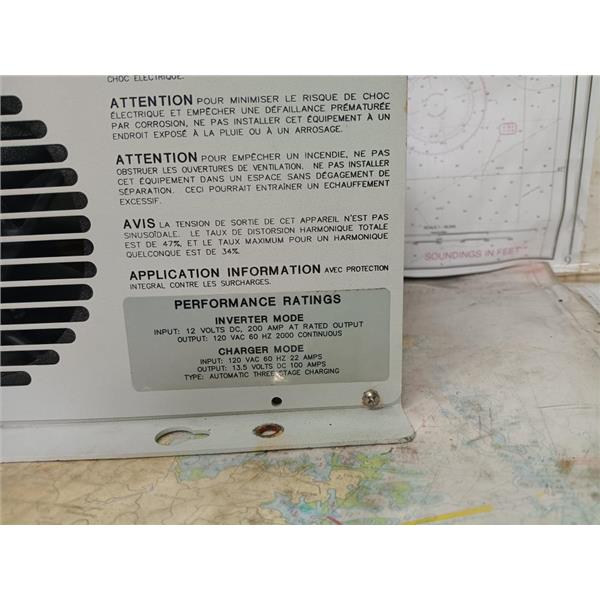 CHOC ÉLECTRIQUE.
ATTENTION POUR MINIMISER LE RISQUE DE CHOC
ÉLECTRIQUE ET EMPÊCHER UNE DÉFAILLANCE PRÉMATURÉE
PAR CORROSION, NE PAS INSTALLER CET ÉQUIPEMENT À UN
ENDROIT EXPOSÉ À LA PLUIE OU À UN ARROSAGE.
ATTENTION POUR EMPÊCHER UN INCENDIE, NE PAS
OBSTRUER LES OUVERTURES DE VENTILATION. NE PAS INSTALLER
CET ÉQUIPEMENT DANS UN ESPACE SANS DÉGAGEMENT DE
SÉPARATION. CECI POURRAIT ENTRAÎNER UN ECHAUFFEMENT
EXCESSIF.
AVIS LA TENSION DE SORTIE DE CET APPAREIL N'EST PAS
SINUSOÏDALE. LE TAUX DE DISTORSION HARMONIQUE TOTALE
EST DE 47%, ET LE TAUX MAXIMUM POUR UN HARMONIQUE
QUELCONQUE EST DE 34%.
APPLICATION INFORMATION AVEC PROTECTION
INTEGRAL CONTRE LES SURCHARGES.
PERFORMANCE RATINGS
INVERTER MODE
INPUT: 12 VOLTS DC, 200 AMP AT RATED OUTPUT
OUTPUT: 120 VAC 60 HZ 2000 CONTINUOUS
CHARGER MODE
INPUT: 120 VAC 60 HZ 22 AMPS
OUTPUT: 13.5 VOLTS DC 100 AMPS
TYPE: AUTOMATIC THREE STAGE CHARGING
SOUNDINGS IN FEET